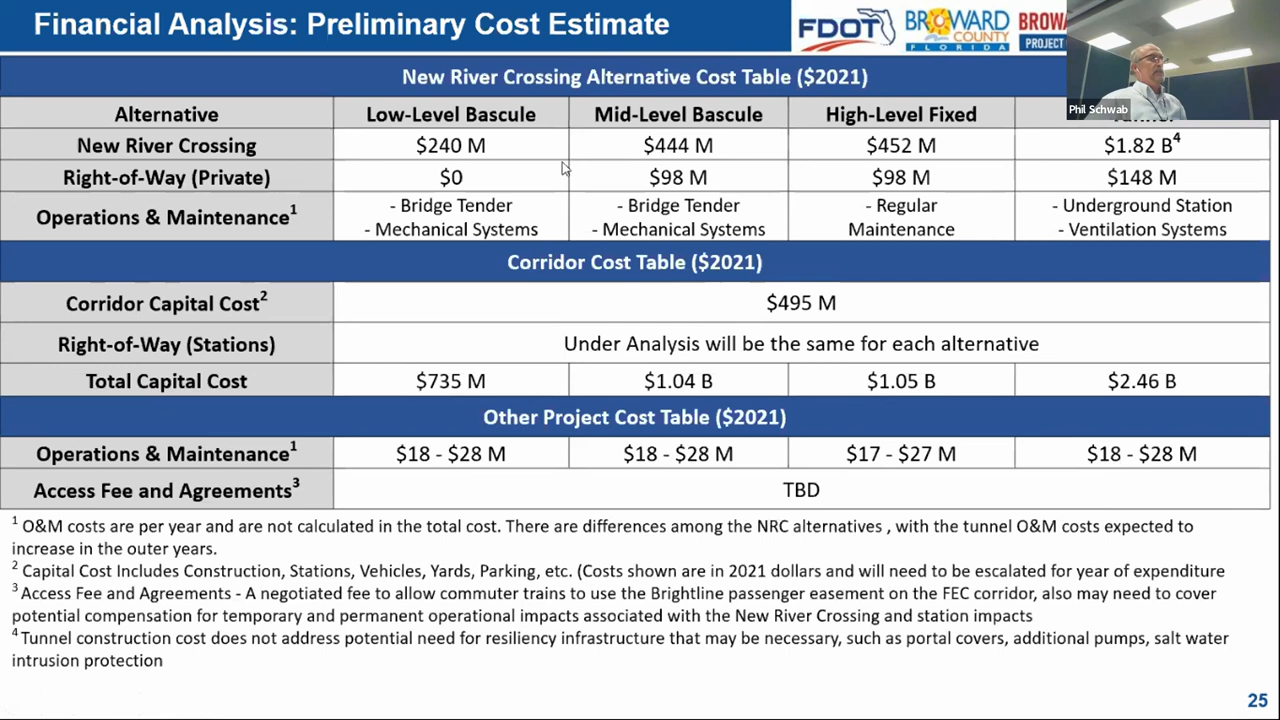 Financial Analysis: Preliminary Cost Estimate
FDOT
BROWARD
COUNTY
FLORIDA
PROJECT
Phil Schwab
New River Crossing Alternative Cost Table ($2021)
Alternative Low-Level Bascule Mid-Level Bascule High-Level Fixed
New River Crossing $240 M $444 M $452 M $1.82 B⁴
Right-of-Way (Private) $0 $98 M $98 M $148 M
Operations & Maintenance¹ - Bridge Tender - Bridge Tender - Regular - Underground Station
- Mechanical Systems - Mechanical Systems Maintenance - Ventilation Systems
Corridor Cost Table ($2021)
Corridor Capital Cost² $495 M
Right-of-Way (Stations) Under Analysis will be the same for each alternative
Total Capital Cost $735 M $1.04 B $1.05 B $2.46 B
Other Project Cost Table ($2021)
Operations & Maintenance¹ $18 - $28 M $18 - $28 M $17 - $27 M $18 - $28 M
Access Fee and Agreements³ TBD
¹ O&M costs are per year and are not calculated in the total cost. There are differences among the NRC alternatives , with the tunnel O&M costs expected to
increase in the outer years.
² Capital Cost Includes Construction, Stations, Vehicles, Yards, Parking, etc. (Costs shown are in 2021 dollars and will need to be escalated for year of expenditure
³ Access Fee and Agreements - A negotiated fee to allow commuter trains to use the Brightline passenger easement on the FEC corridor, also may need to cover
potential compensation for temporary and permanent operational impacts associated with the New River Crossing and station impacts
⁴ Tunnel construction cost does not address potential need for resiliency infrastructure that may be necessary, such as portal covers, additional pumps, salt water
intrusion protection
25